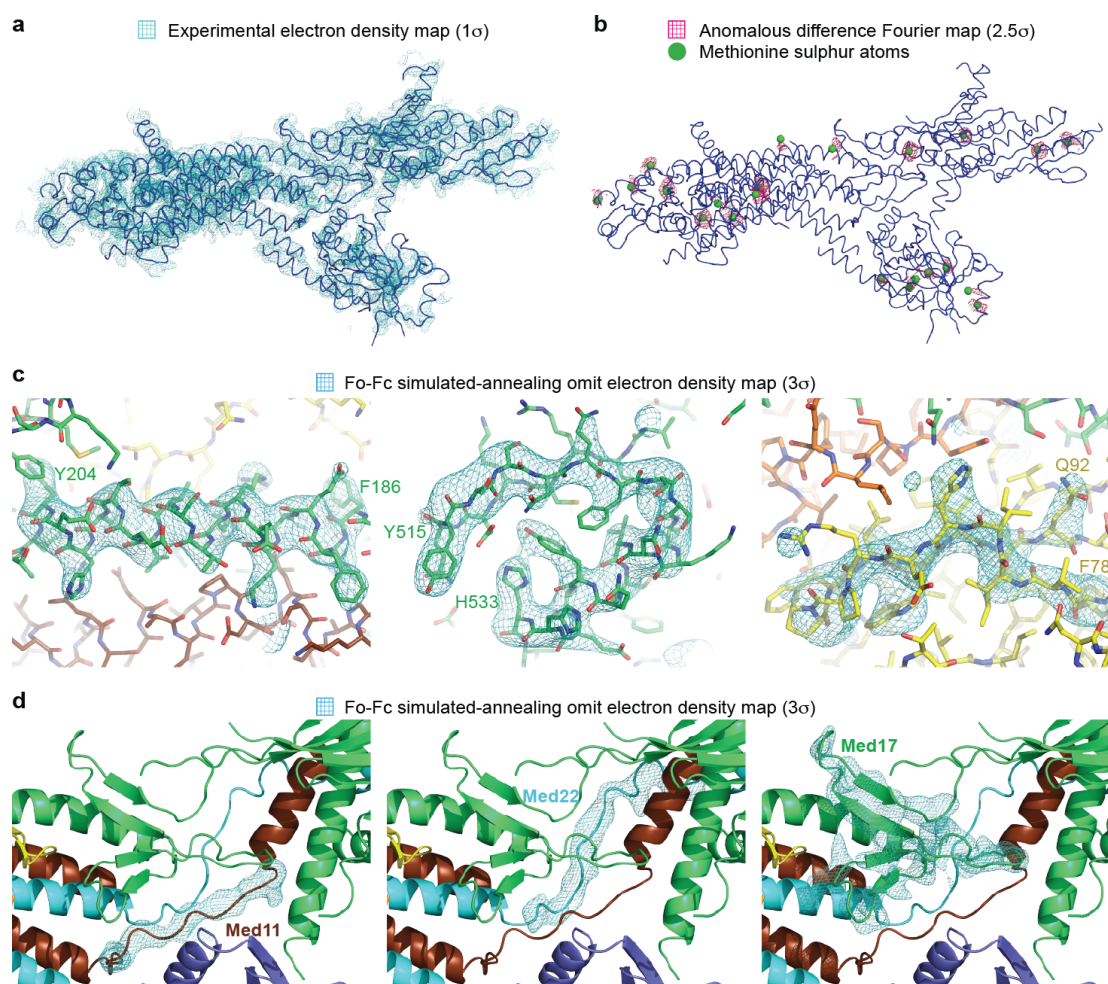 a
Experimental electron density map (1σ)
b
Anomalous difference Fourier map (2.5σ)
Methionine sulphur atoms
c
Fo-Fc simulated-annealing omit electron density map (3σ)
Y204
F186
Y515
H533
Q92
F78
d
Fo-Fc simulated-annealing omit electron density map (3σ)
Med11
Med22
Med17